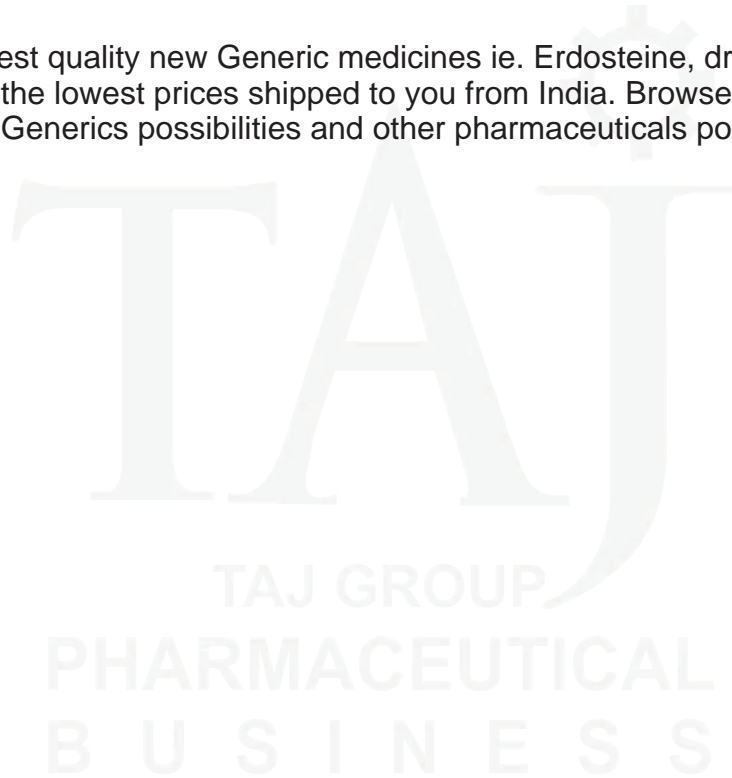 est quality new Generic medicines ie. Erdosteine, dr
the lowest prices shipped to you from India. Browse
Generics possibilities and other pharmaceuticals po
TAJ
TAJ GROUP
PHARMACEUTICAL
BUSINESS